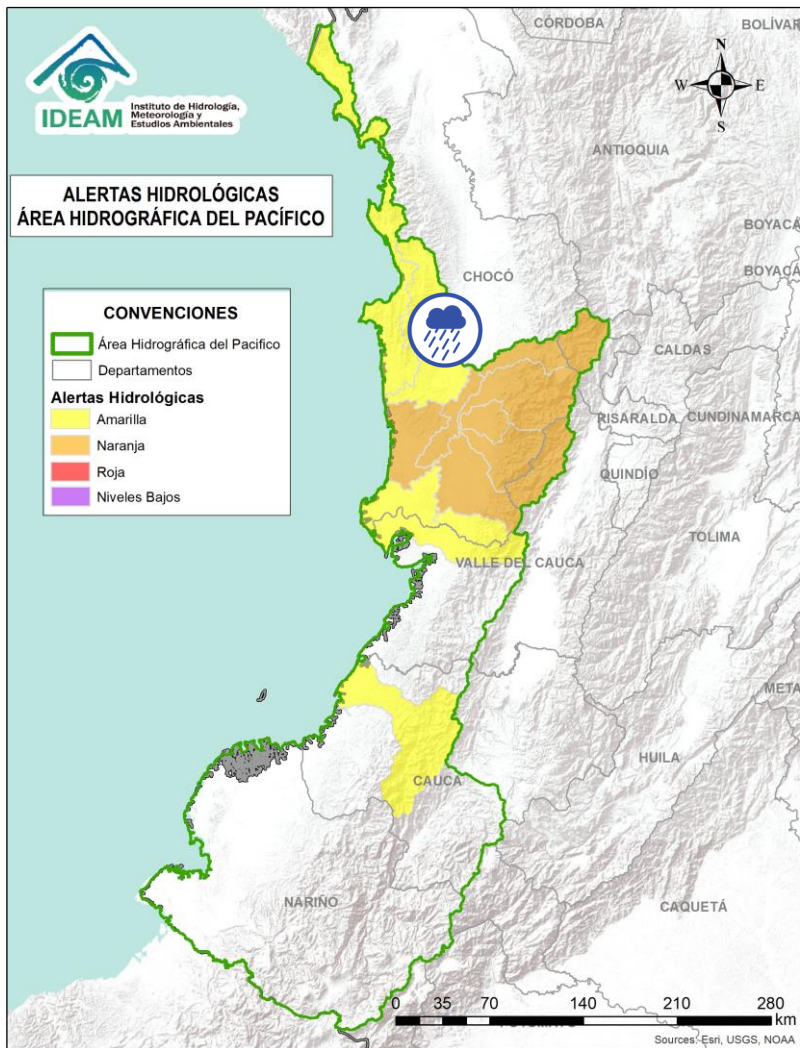 CÓRDOBA
BOLÍVAR
N
W
E
S
IDEAM
Instituto de Hidrología,
Meteorología y
Estudios Ambientales
ANTIOQUIA
ALERTAS HIDROLÓGICAS
ÁREA HIDROGRÁFICA DEL PACÍFICO
BOYACÁ
BOYACÁ
CHOCÓ
CONVENCIONES
Área Hidrográfica del Pacifico
Departamentos
Alertas Hidrológicas
Amarilla
Naranja
Roja
Niveles Bajos
CALDAS
RISARALDA
CUNDINAMARCA
QUINDÍO
TOLIMA
VALLE DEL CAUCA
META
HUILA
CAUCA
NARIÑO
CAQUETÁ
0 35 70 140 210 280
km
Sources: Esri, USGS, NOAA